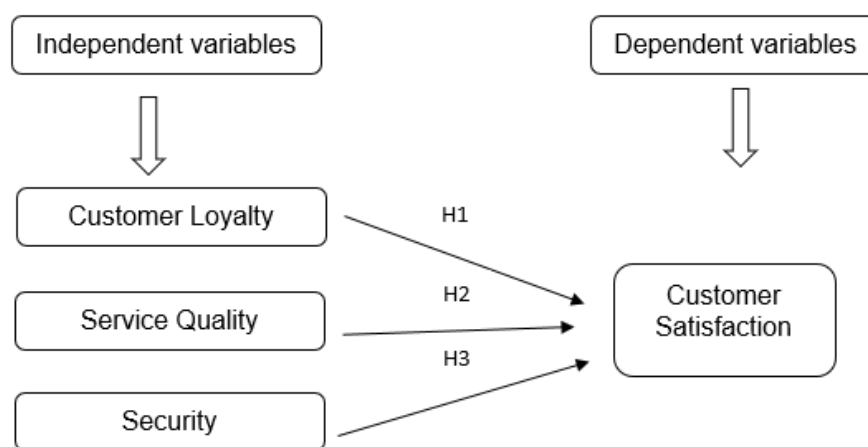 Independent variables
Dependent variables
Customer Loyalty
H1
Service Quality
H2
Customer
Satisfaction
H3
Security